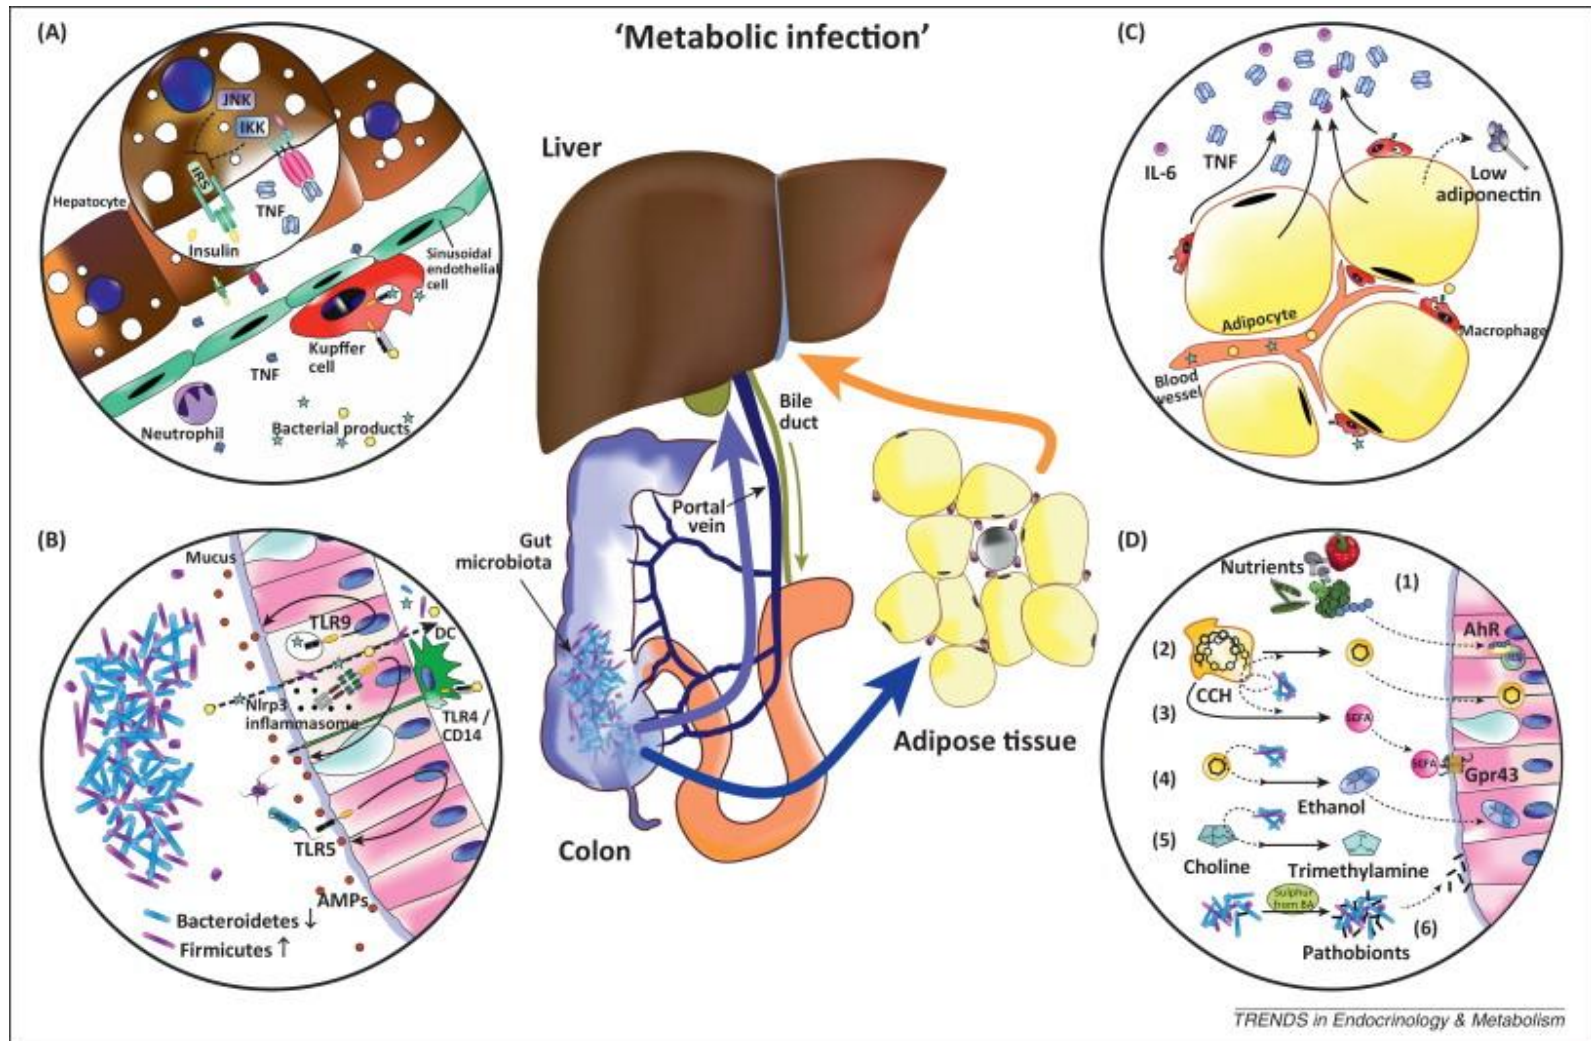 (A)
'Metabolic infection'
(C)
JNK
IKK
IRS
Hepatocyte
TNF
Insulin
Sinusoidal
endothelial
cell
Kupffer
cell
TNF
Neutrophil
Bacterial products
Liver
Bile
duct
Portal
vein
Gut
microbiota
Colon
Adipose tissue
IL-6
TNF
Low
adiponectin
Adipocyte
Macrophage
Blood
vessel
(B)
Mucus
TLR9
DC
Nlrp3
inflammasome
TLR4 /
CD14
TLR5
AMPs
Bacteroidetes ↓
Firmicutes ↑
(D)
Nutrients
(1)
AhR
(2)
CCH
(3)
SEFA
SEFA
Gpr43
(4)
Ethanol
(5)
Choline
Trimethylamine
Sulphur
from BA
(6)
Pathobionts
TRENDS in Endocrinology & Metabolism